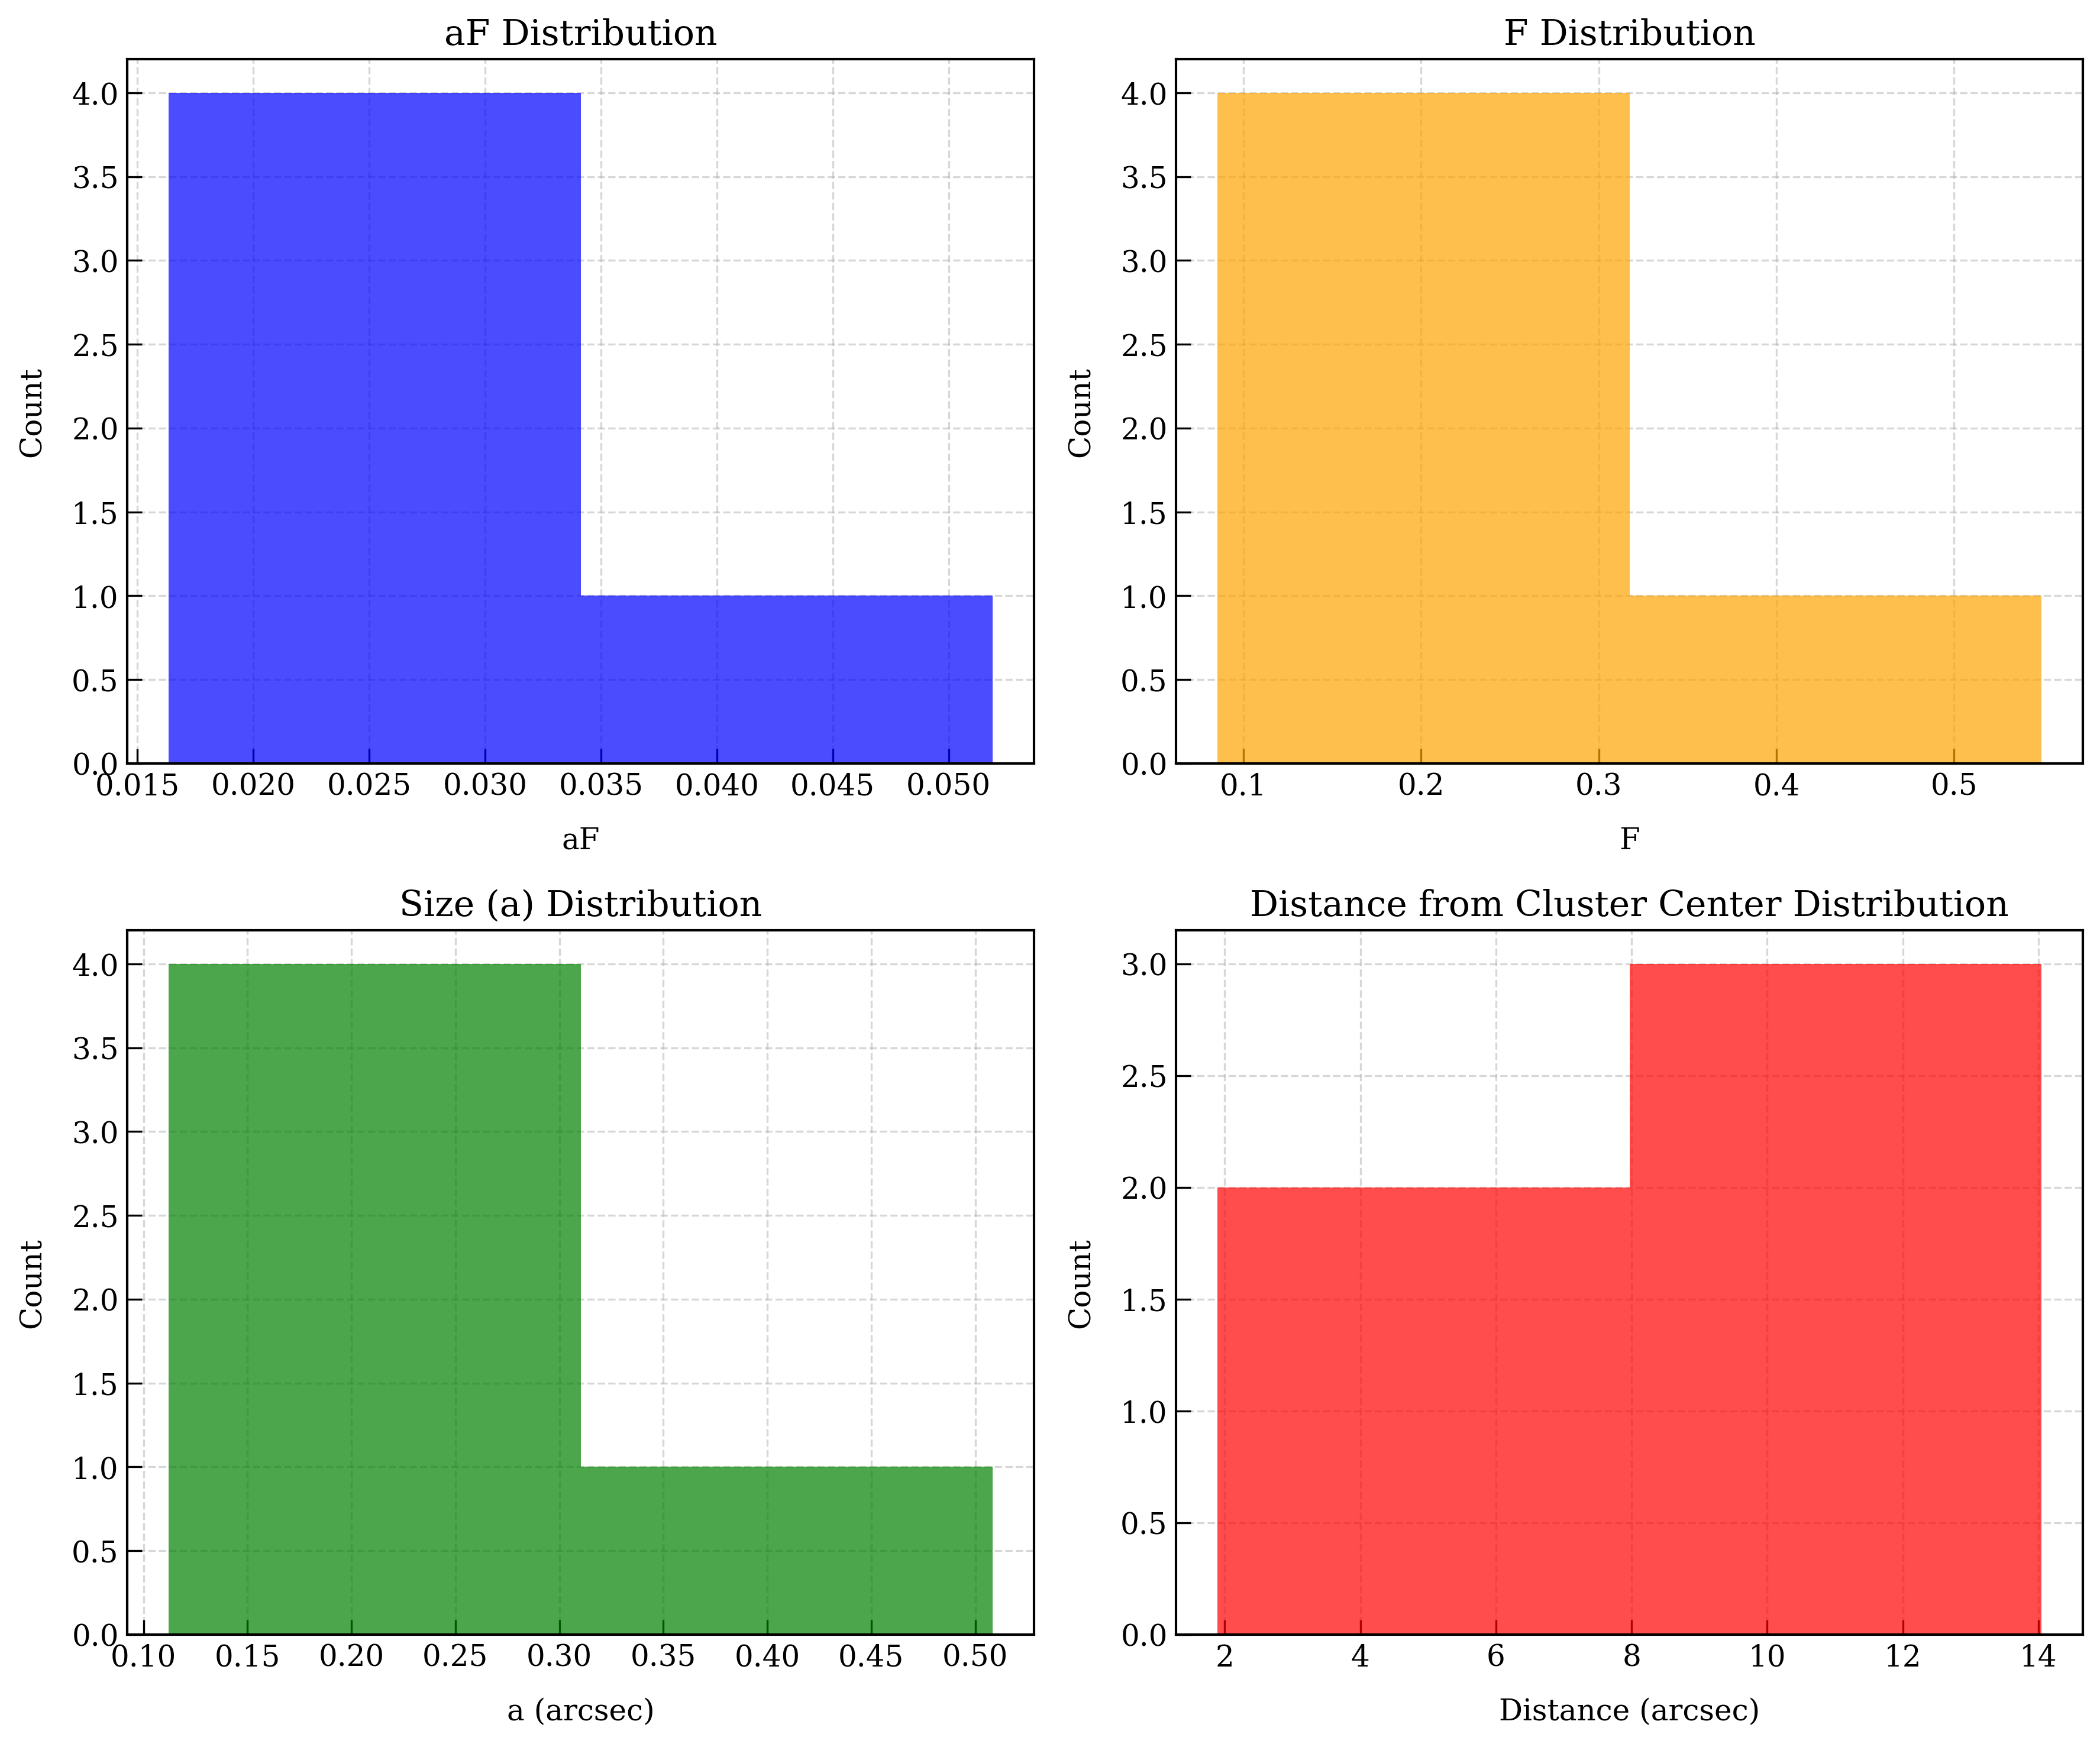 aF Distribution
4.0
3.5
3.0
2.5
2.0
1.5
1.0
0.5
0.0
Count
0.015 0.020 0.025 0.030 0.035 0.040 0.045 0.050
aF
F Distribution
4.0
3.5
3.0
2.5
2.0
1.5
1.0
0.5
0.0
Count
0.1 0.2 0.3 0.4 0.5
F
Size (a) Distribution
4.0
3.5
3.0
2.5
2.0
1.5
1.0
0.5
0.0
Count
0.10 0.15 0.20 0.25 0.30 0.35 0.40 0.45 0.50
a (arcsec)
Distance from Cluster Center Distribution
3.0
2.5
2.0
1.5
1.0
0.5
0.0
Count
2 4 6 8 10 12 14
Distance (arcsec)